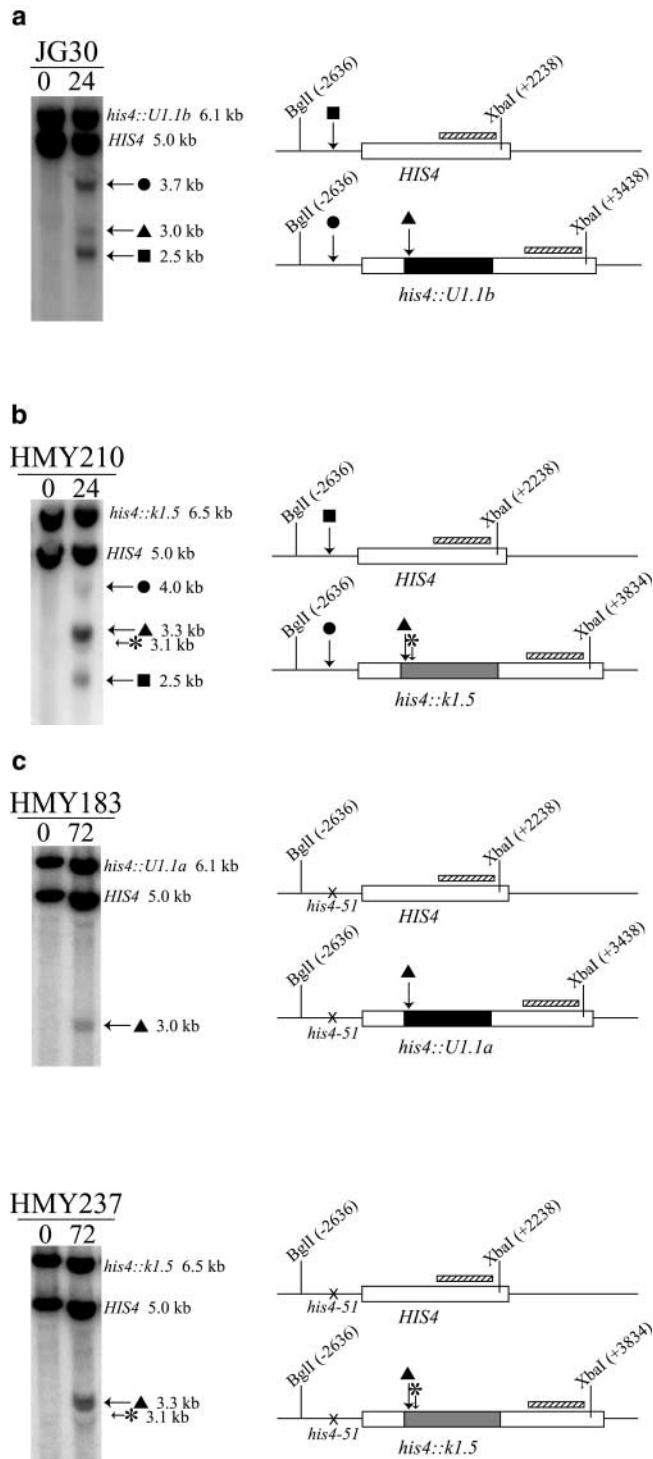 a
JG30
0 24
his4::U1.1b 6.1 kb
HIS4 5.0 kb
3.7 kb
3.0 kb
2.5 kb
BglI (-2636)
XbaI (+2238)
HIS4
BglI (-2636)
XbaI (+3438)
his4::U1.1b
b
HMY210
0 24
his4::k1.5 6.5 kb
HIS4 5.0 kb
4.0 kb
3.3 kb
* 3.1 kb
2.5 kb
BglI (-2636)
XbaI (+2238)
HIS4
BglI (-2636)
XbaI (+3834)
*
his4::k1.5
c
HMY183
0 72
his4::U1.1a 6.1 kb
HIS4 5.0 kb
3.0 kb
BglI (-2636)
XbaI (+2238)
x
his4-51
HIS4
BglI (-2636)
XbaI (+3438)
x
his4-51
his4::U1.1a
HMY237
0 72
his4::k1.5 6.5 kb
HIS4 5.0 kb
3.3 kb
* 3.1 kb
BglI (-2636)
XbaI (+2238)
x
his4-51
HIS4
BglI (-2636)
XbaI (+3834)
*
x
his4-51
his4::k1.5